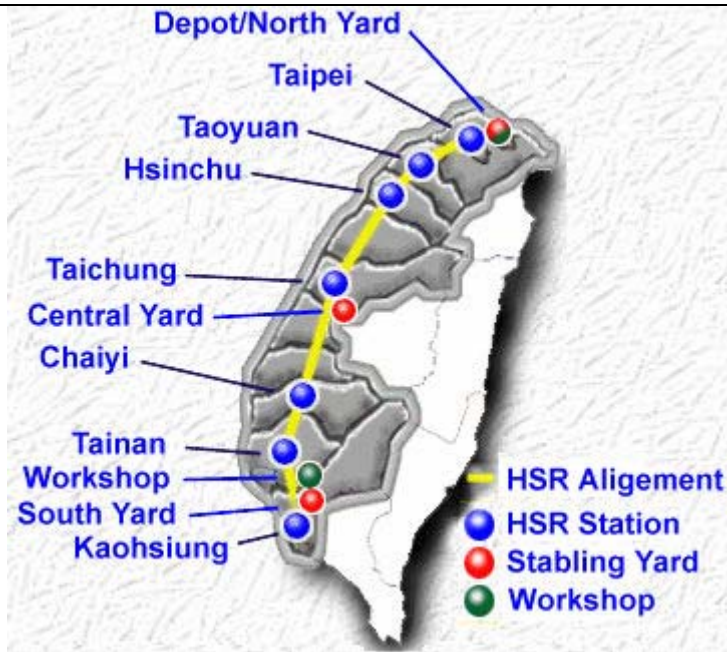 Depot/North Yard
Taipei
Taoyuan
Hsinchu
Taichung
Central Yard
Chaiyi
Tainan
Workshop
South Yard
Kaohsiung
HSR Aligement
HSR Station
Stabling Yard
Workshop